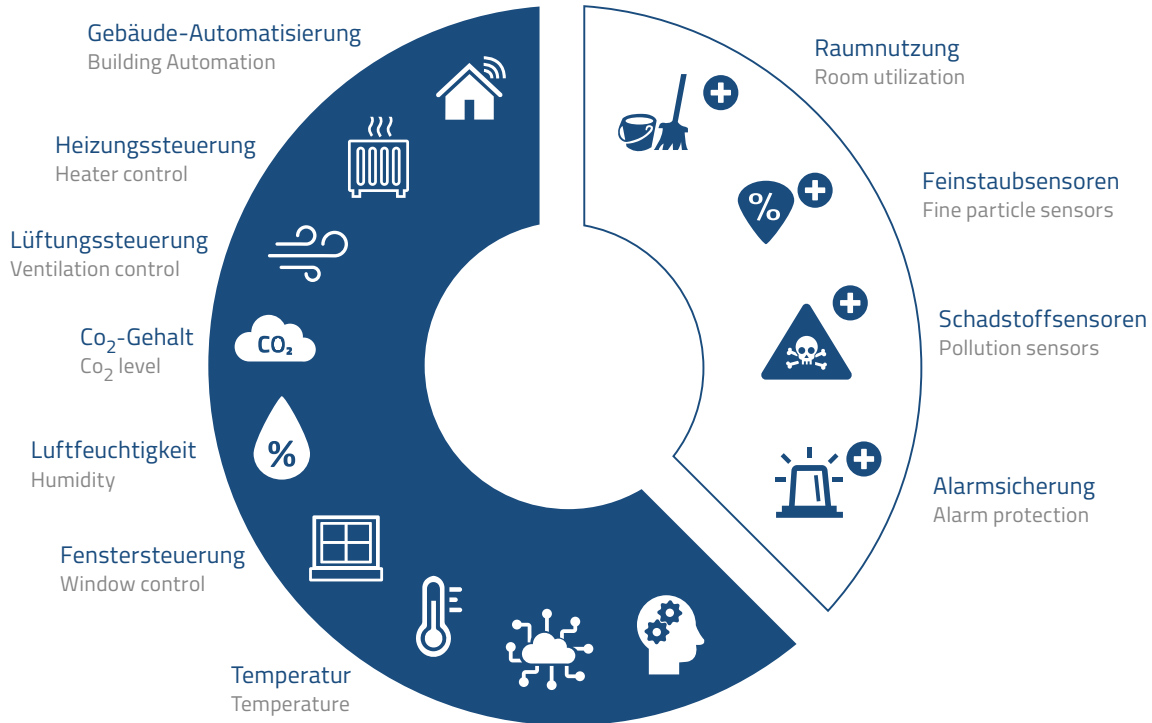 Gebäude-Automatisierung
Building Automation
Heizungssteuerung
Heater control
Lüftungssteuerung
Ventilation control
Co₂-Gehalt
Co₂ level
CO₂
Luftfeuchtigkeit
Humidity
%
Fenstersteuerung
Window control
Temperatur
Temperature
Raumnutzung
Room utilization
Feinstaubsensoren
Fine particle sensors
%
Schadstoffsensoren
Pollution sensors
Alarmsicherung
Alarm protection